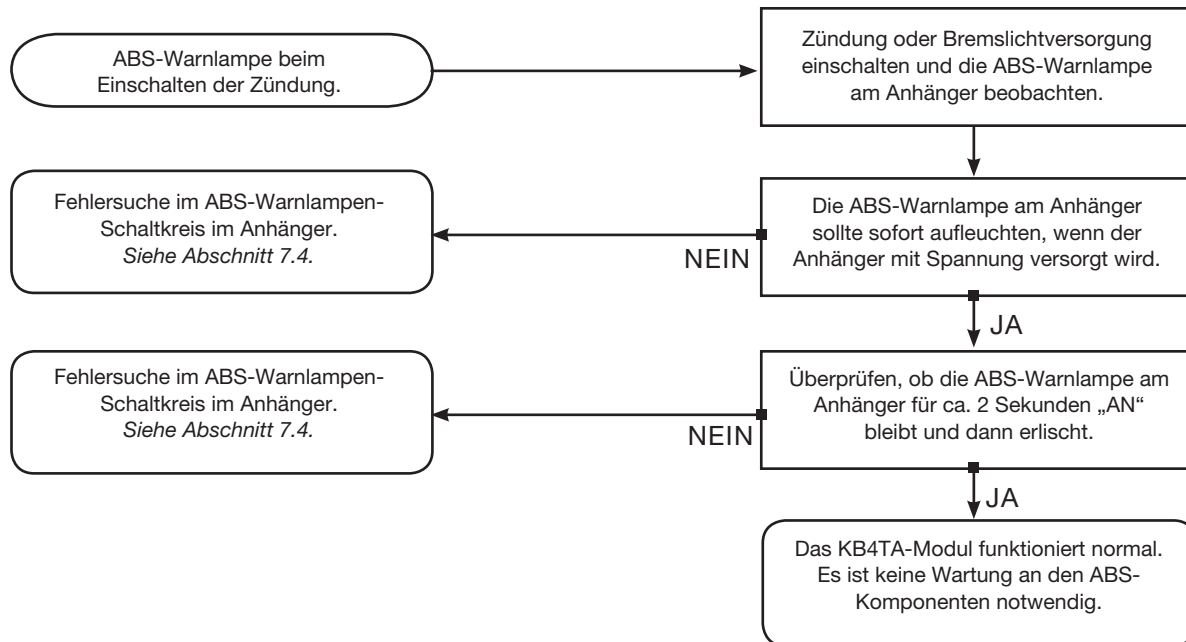 ABS-Warnlampe beim
Einschalten der Zündung.
Zündung oder Bremslichtversorgung
einschalten und die ABS-Warnlampe
am Anhänger beobachten.
Die ABS-Warnlampe am Anhänger
sollte sofort aufleuchten, wenn der
Anhänger mit Spannung versorgt wird.
NEIN
Fehlersuche im ABS-Warnlampen-
Schaltkreis im Anhänger.
Siehe Abschnitt 7.4.
JA
Überprüfen, ob die ABS-Warnlampe am
Anhänger für ca. 2 Sekunden „AN“
bleibt und dann erlischt.
NEIN
Fehlersuche im ABS-Warnlampen-
Schaltkreis im Anhänger.
Siehe Abschnitt 7.4.
JA
Das KB4TA-Modul funktioniert normal.
Es ist keine Wartung an den ABS-
Komponenten notwendig.